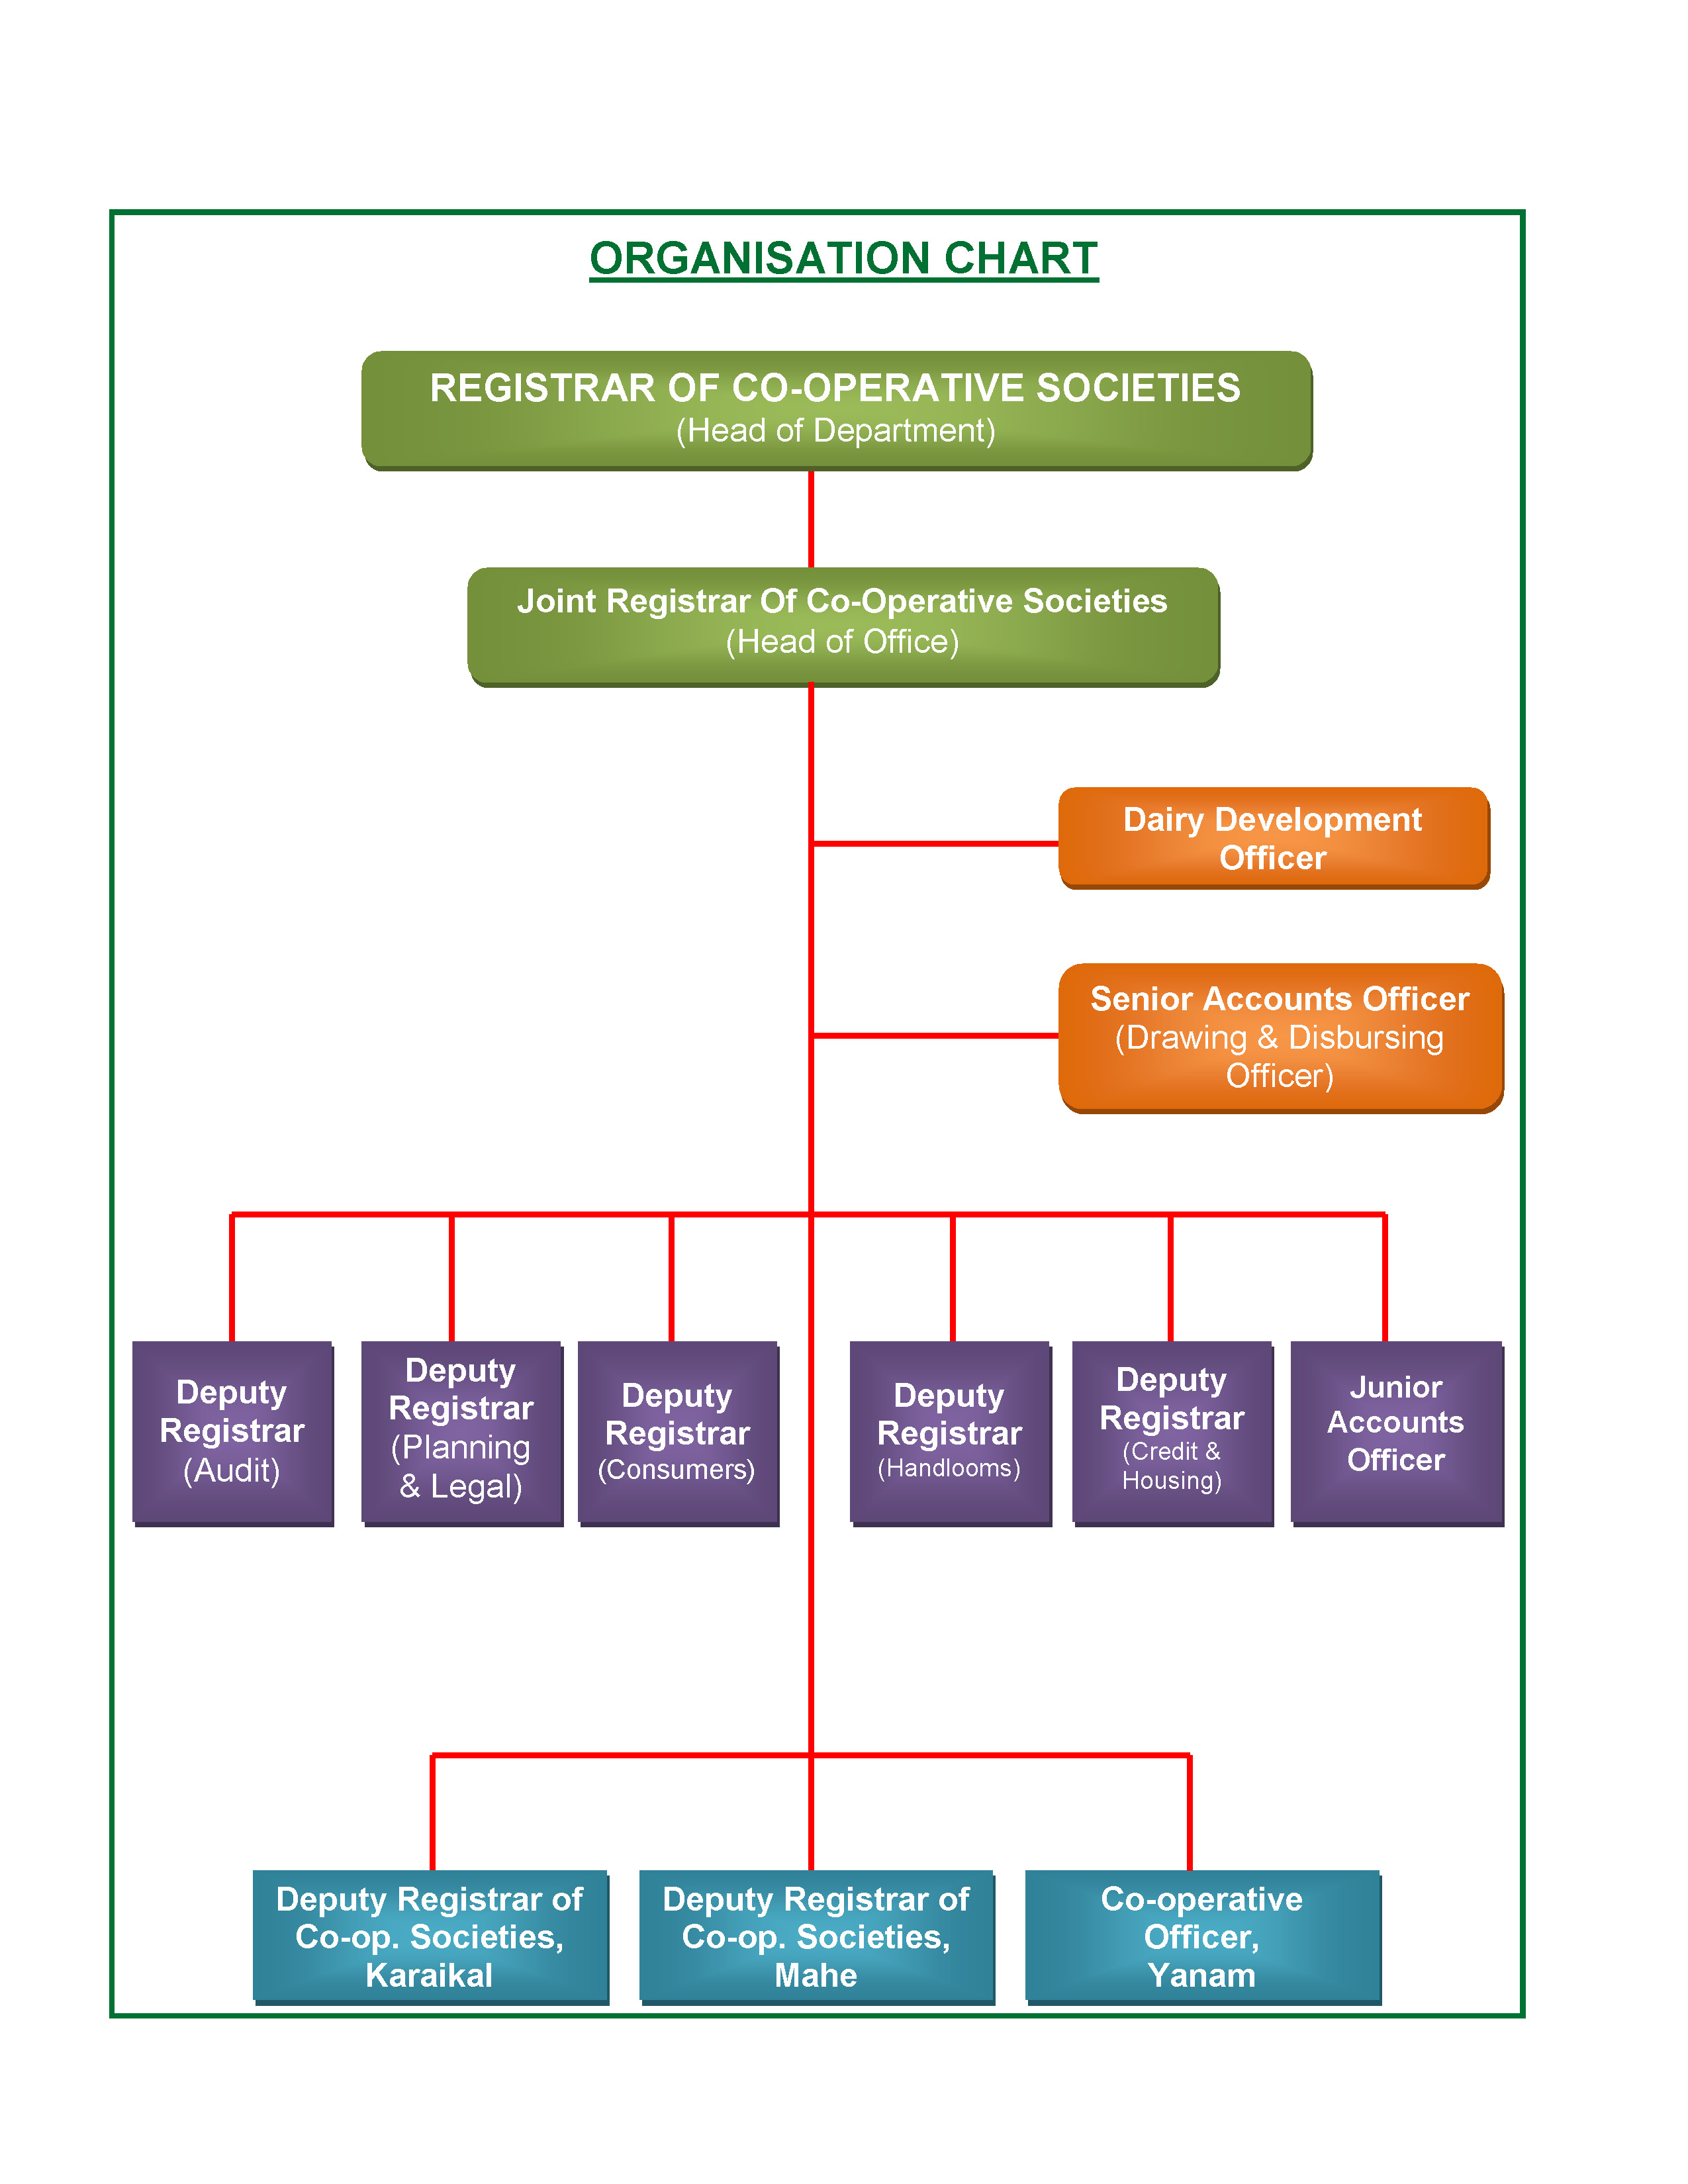 ORGANISATION CHART
REGISTRAR OF CO-OPERATIVE SOCIETIES
(Head of Department)
Joint Registrar Of Co-Operative Societies
(Head of Office)
Dairy Development
Officer
Senior Accounts Officer
(Drawing & Disbursing
Officer)
Deputy
Registrar
(Audit)
Deputy
Registrar
(Planning
& Legal)
Deputy
Registrar
(Consumers)
Deputy
Registrar
(Handlooms)
Deputy
Registrar
(Credit &
Housing)
Junior
Accounts
Officer
Deputy Registrar of
Co-op. Societies,
Karaikal
Deputy Registrar of
Co-op. Societies,
Mahe
Co-operative
Officer,
Yanam